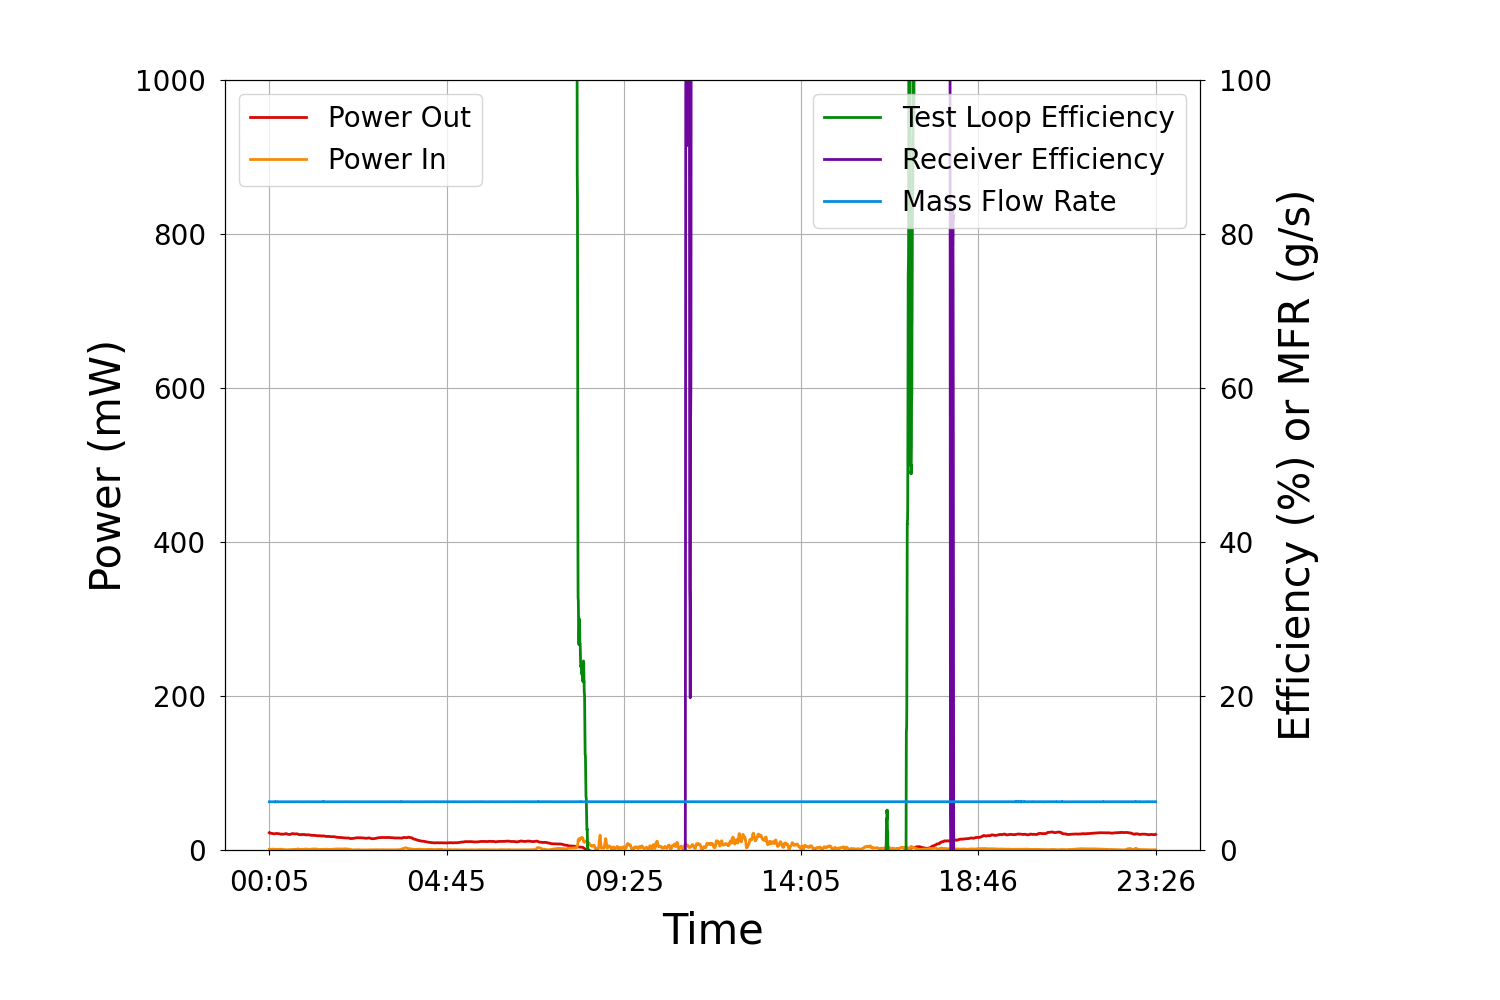 1000
800
600
400
200
0
Power (mW)
Power Out
Power In
Test Loop Efficiency
Receiver Efficiency
Mass Flow Rate
100
80
60
40
20
0
Efficiency (%) or MFR (g/s)
00:05 04:45 09:25 14:05 18:46 23:26
Time